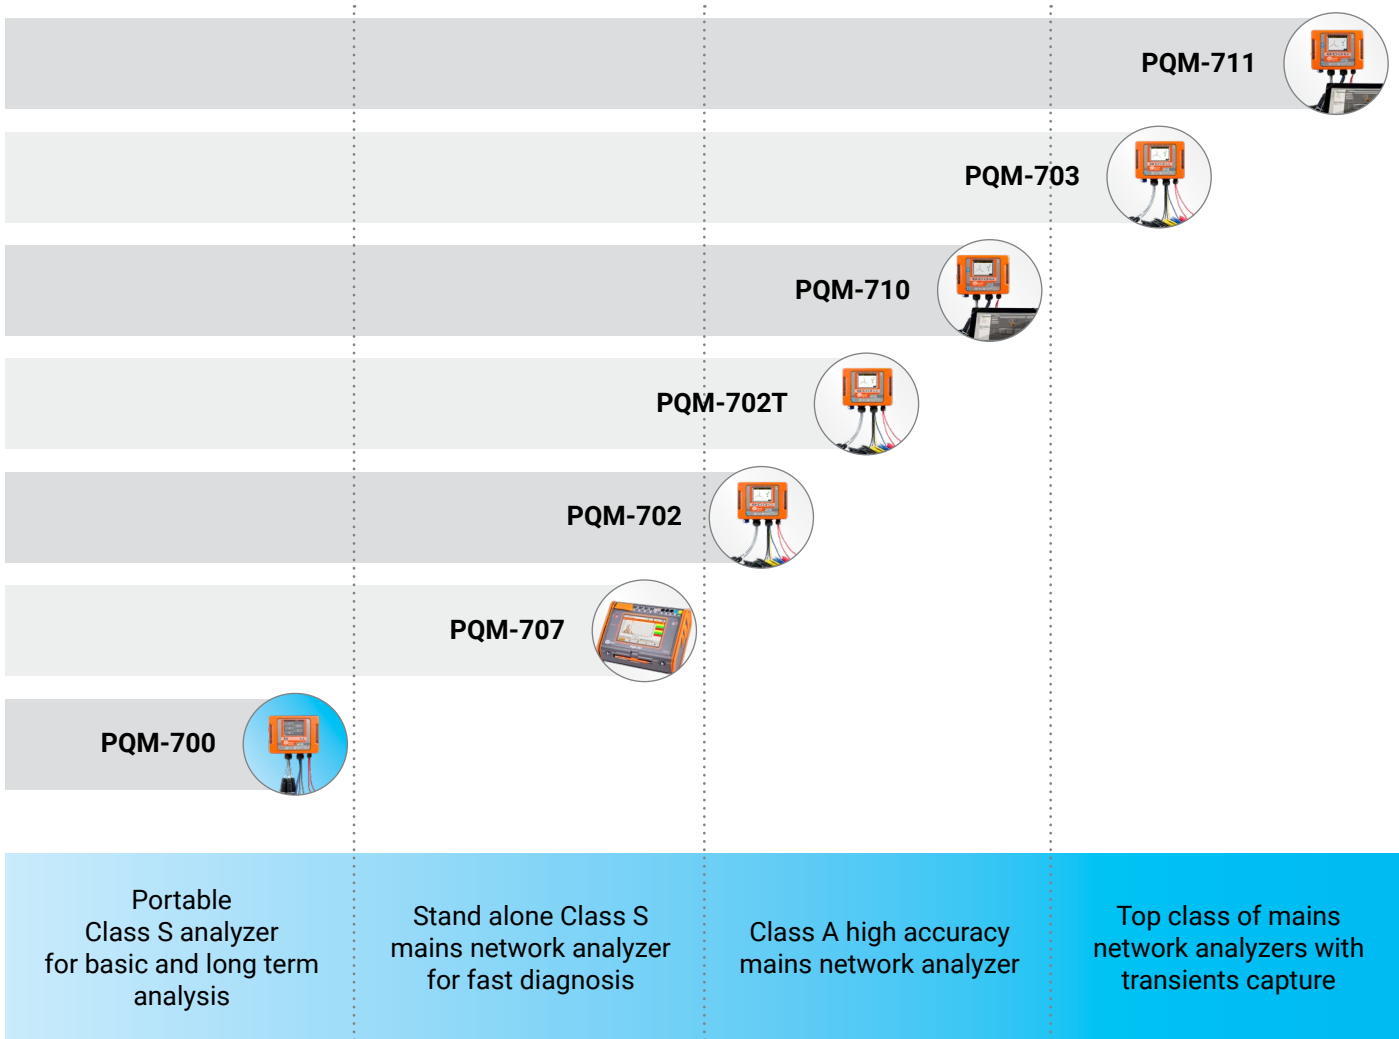 PQM-711
PQM-703
PQM-710
PQM-702T
PQM-702
PQM-707
PQM-700
Portable
Class S analyzer
for basic and long term
analysis
Stand alone Class S
mains network analyzer
for fast diagnosis
Class A high accuracy
mains network analyzer
Top class of mains
network analyzers with
transients capture